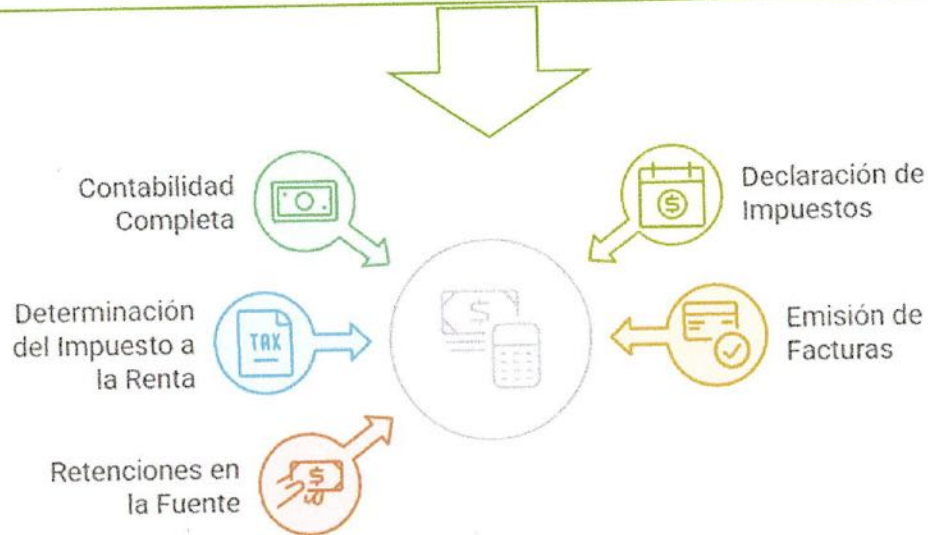 Contabilidad
Completa
Declaración de
Impuestos
Determinación
del Impuesto a
la Renta
TAX
Emisión de
Facturas
Retenciones en
la Fuente